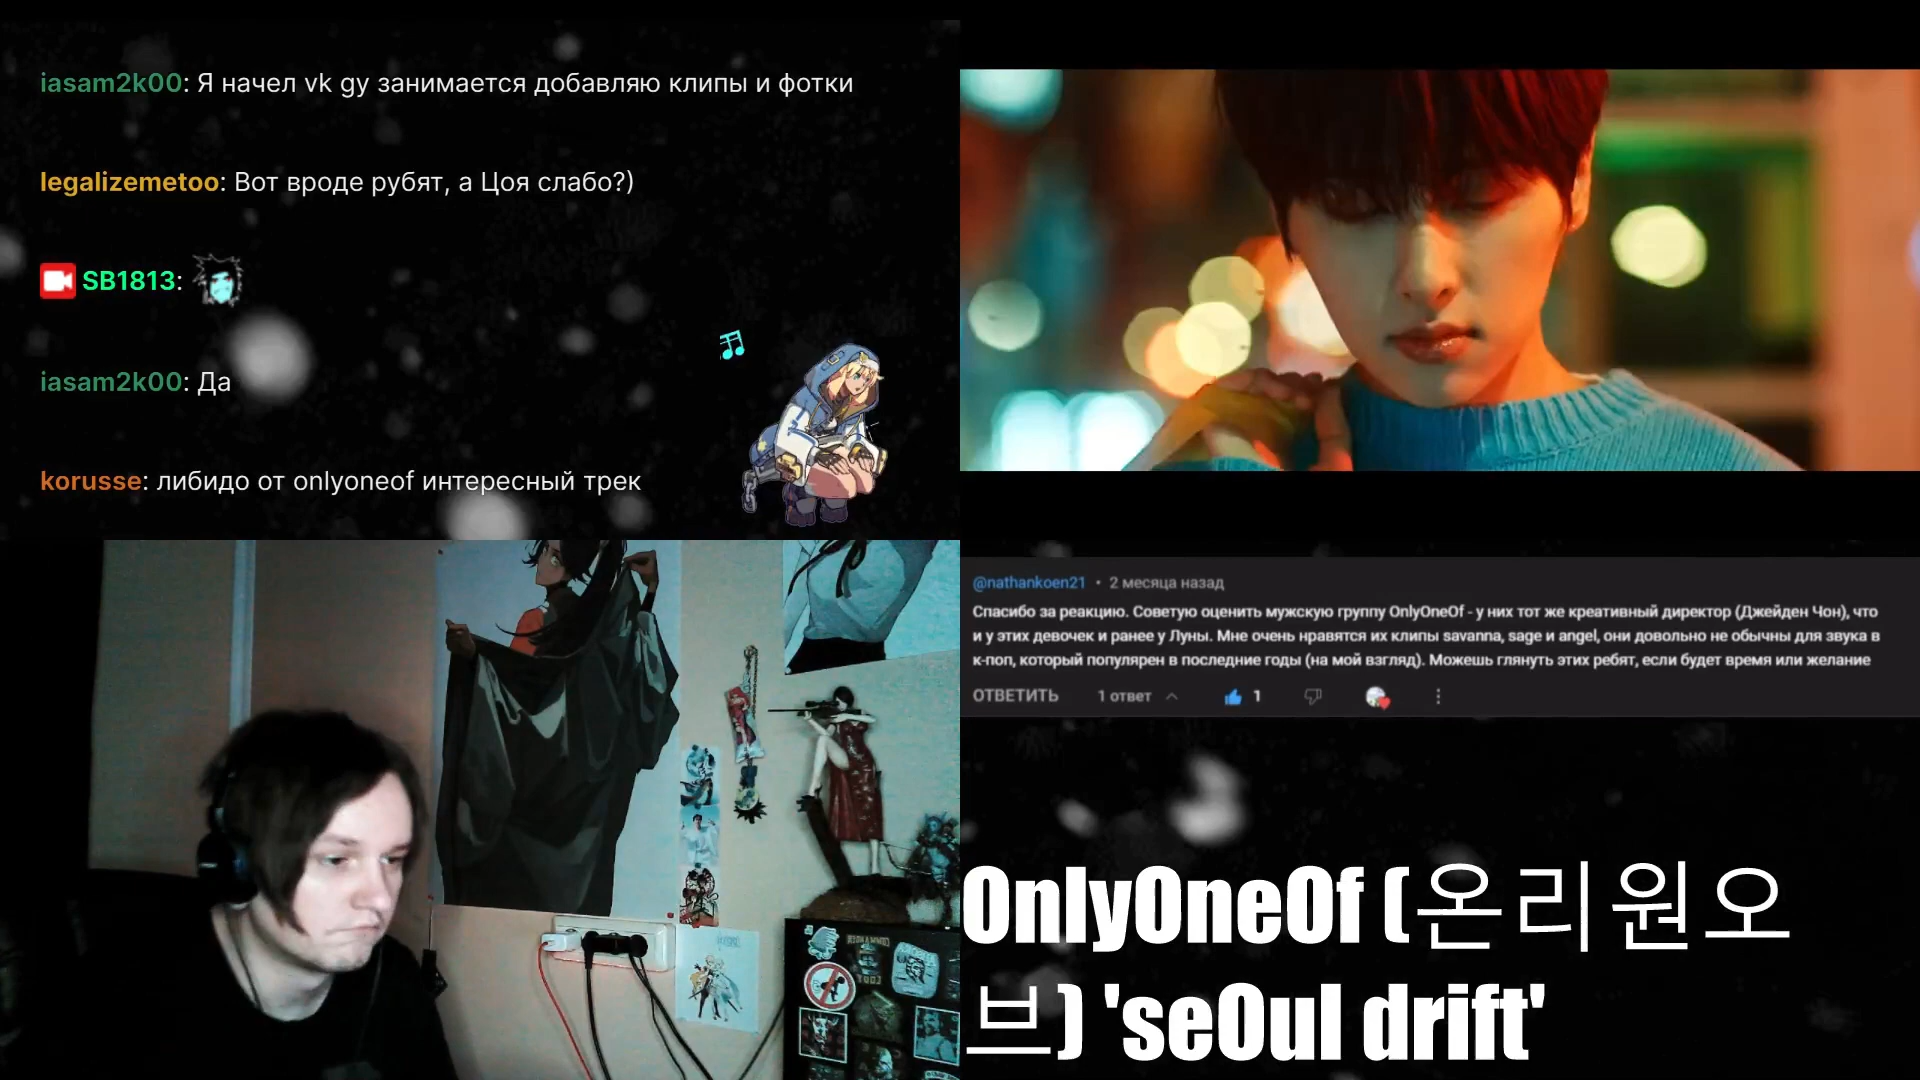 iasam2k00: Я начел vk gy занимается добавляю клипы и фотки
legalizemetoo: Вот вроде рубят, а Цоя слабо?)
SB1813:
iasam2k00: Да
korusse: либидо от onlyoneof интересный трек
@nathankoen21 • 2 месяца назад
Спасибо за реакцию. Советую оценить мужскую группу OnlyOneOf - у них тот же креативный директор (Джейден Чон), что
и у этих девочек и ранее у Луны. Мне очень нравятся их клипы savanna, sage и angel, они довольно не обычны для звука в
к-поп, который популярен в последние годы (на мой взгляд). Можешь глянуть этих ребят, если будет время или желание
ОТВЕТИТЬ 1 ответ 1
OnlyOneOf (온리원오
브) 'seOul drift'